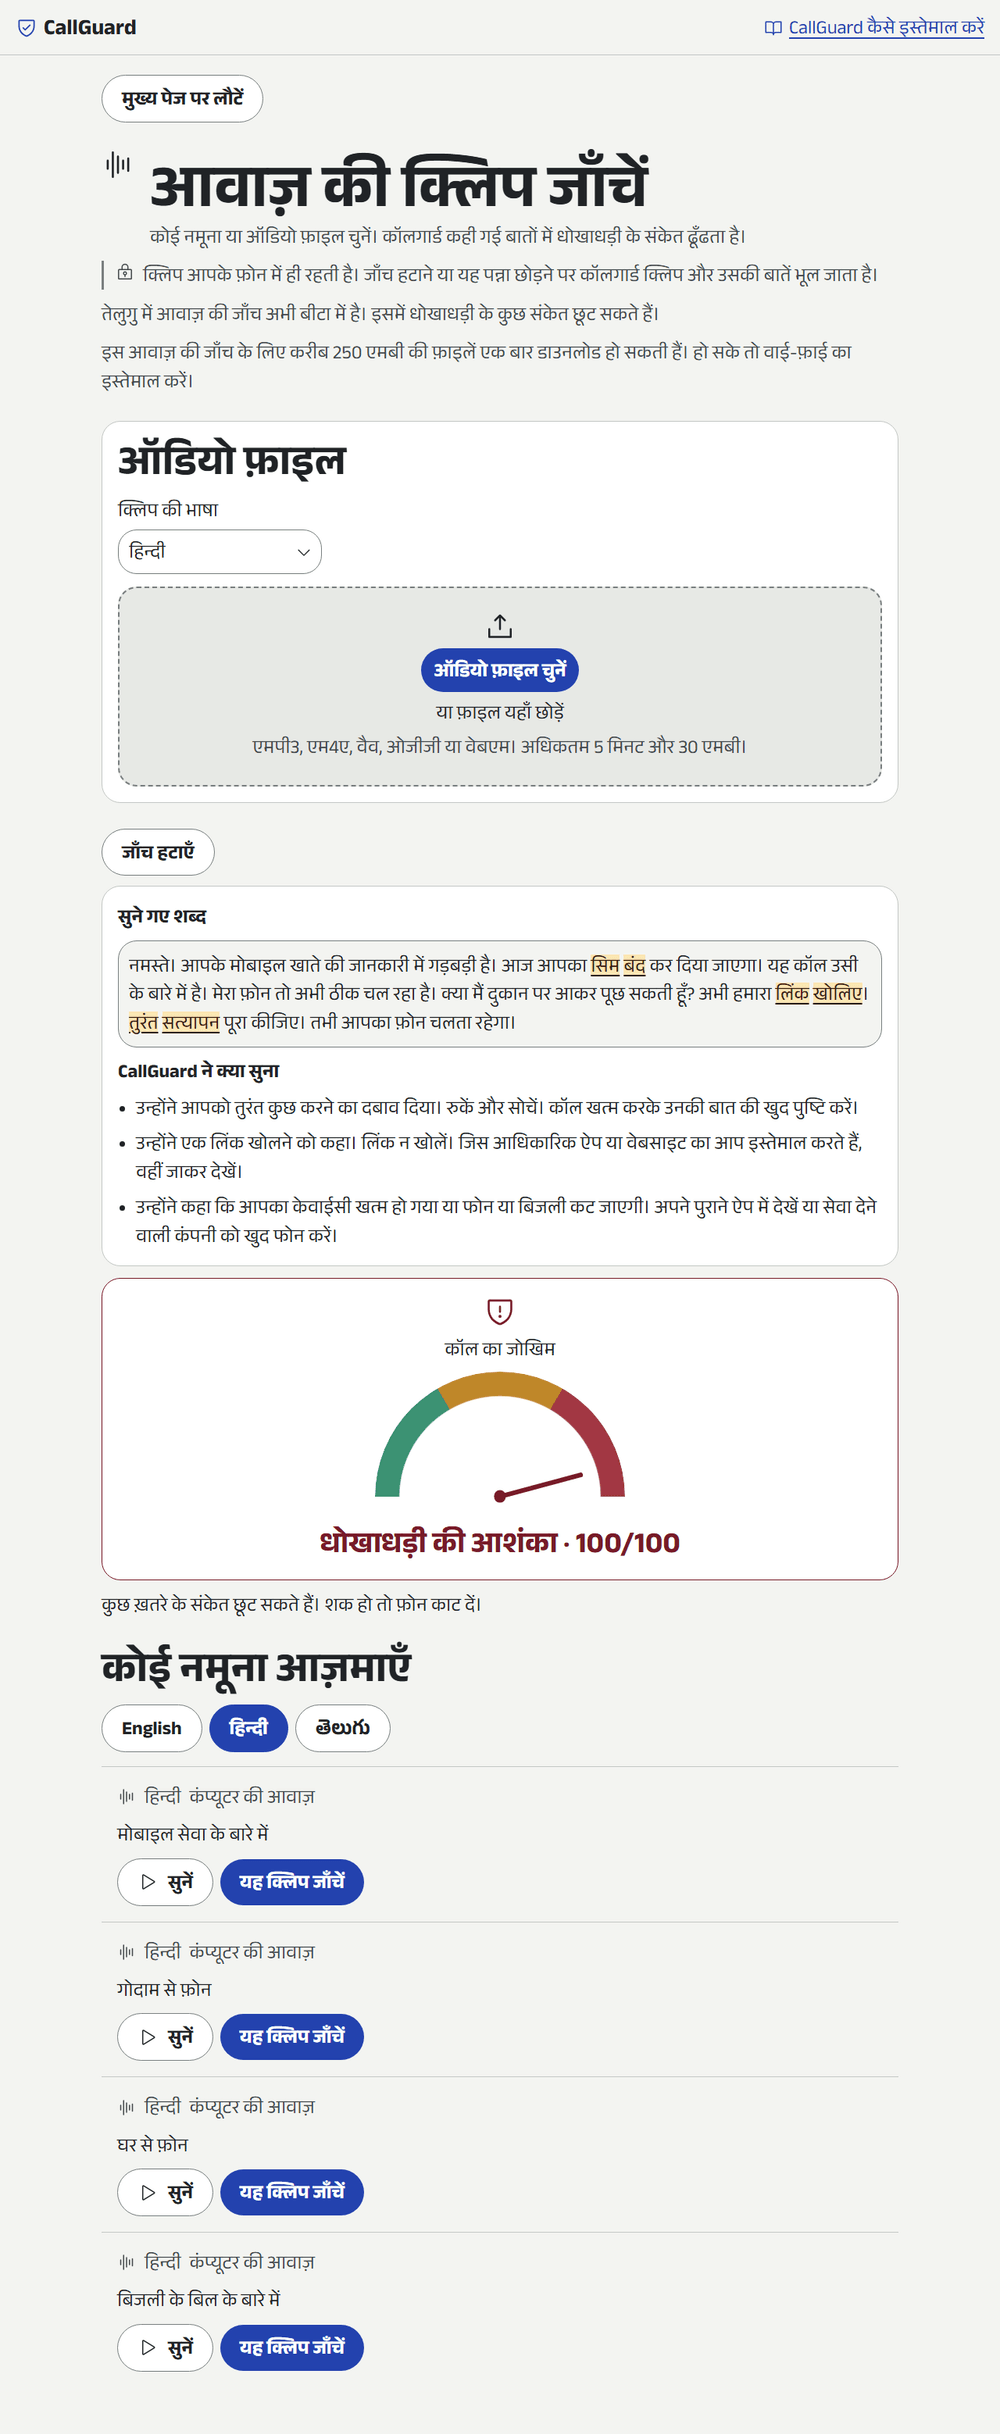 CallGuard
CallGuard कैसे इस्तेमाल करें
मुख्य पेज पर लौटें
आवाज़ की क्लिप जाँचें
कोई नमूना या ऑडियो फ़ाइल चुनें। कॉलगार्ड कही गई बातों में धोखाधड़ी के संकेत ढूँढता है।
क्लिप आपके फ़ोन में ही रहती है। जाँच हटाने या यह पन्ना छोड़ने पर कॉलगार्ड क्लिप और उसकी बातें भूल जाता है।
तेलुगु में आवाज़ की जाँच अभी बीटा में है। इसमें धोखाधड़ी के कुछ संकेत छूट सकते हैं।
इस आवाज़ की जाँच के लिए करीब 250 एमबी की फ़ाइलें एक बार डाउनलोड हो सकती हैं। हो सके तो वाई-फ़ाई का
इस्तेमाल करें।
ऑडियो फ़ाइल
क्लिप की भाषा
हिन्दी
ऑडियो फ़ाइल चुनें
या फ़ाइल यहाँ छोड़ें
एमपी3, एम4ए, वैव, ओजीजी या वेबएम। अधिकतम 5 मिनट और 30 एमबी।
जाँच हटाएँ
सुने गए शब्द
नमस्ते। आपके मोबाइल खाते की जानकारी में गड़बड़ी है। आज आपका सिम बंद कर दिया जाएगा। यह कॉल उसी
के बारे में है। मेरा फ़ोन तो अभी ठीक चल रहा है। क्या मैं दुकान पर आकर पूछ सकती हूँ? अभी हमारा लिंक खोलिए।
तुरंत सत्यापन पूरा कीजिए। तभी आपका फ़ोन चलता रहेगा।
CallGuard ने क्या सुना
• उन्होंने आपको तुरंत कुछ करने का दबाव दिया। रुकें और सोचें। कॉल खत्म करके उनकी बात की खुद पुष्टि करें।
• उन्होंने एक लिंक खोलने को कहा। लिंक न खोलें। जिस आधिकारिक ऐप या वेबसाइट का आप इस्तेमाल करते हैं,
वहीं जाकर देखें।
• उन्होंने कहा कि आपका केवाईसी खत्म हो गया या फोन या बिजली कट जाएगी। अपने पुराने ऐप में देखें या सेवा देने
वाली कंपनी को खुद फोन करें।
कॉल का जोखिम
धोखाधड़ी की आशंका · 100/100
कुछ ख़तरे के संकेत छूट सकते हैं। शक हो तो फ़ोन काट दें।
कोई नमूना आज़माएँ
English
हिन्दी
తెలుగు
हिन्दी कंप्यूटर की आवाज़
मोबाइल सेवा के बारे में
सुनें
यह क्लिप जाँचें
हिन्दी कंप्यूटर की आवाज़
गोदाम से फ़ोन
सुनें
यह क्लिप जाँचें
हिन्दी कंप्यूटर की आवाज़
घर से फ़ोन
सुनें
यह क्लिप जाँचें
हिन्दी कंप्यूटर की आवाज़
बिजली के बिल के बारे में
सुनें
यह क्लिप जाँचें